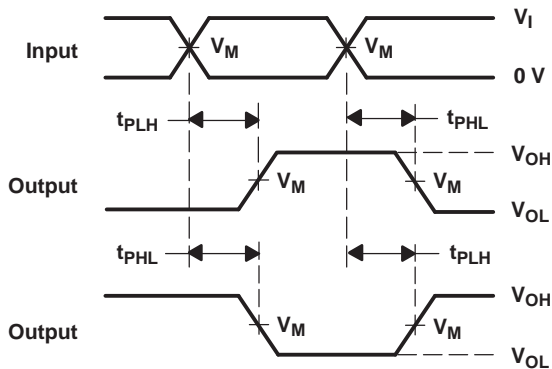 V_I
Input V_M V_M
0 V
t_PLH t_PHL
V_OH
Output V_M V_M
V_OL
t_PHL t_PLH
V_OH
Output V_M V_M
V_OL